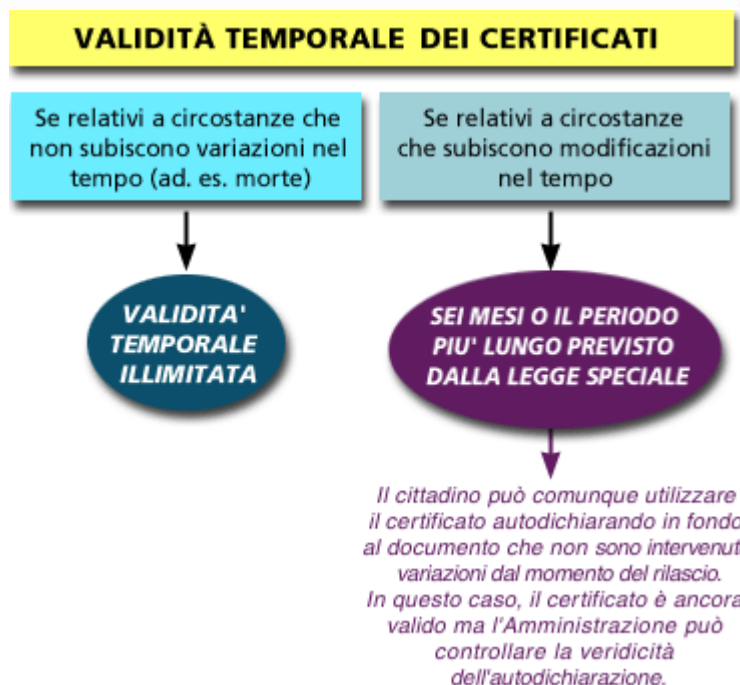 VALIDITÀ TEMPORALE DEI CERTIFICATI
Se relativi a circostanze che
non subiscono variazioni nel
tempo (ad. es. morte)
Se relativi a circostanze
che subiscono modificazioni
nel tempo
VALIDITA'
TEMPORALE
ILLIMITATA
SEI MESI O IL PERIODO
PIU' LUNGO PREVISTO
DALLA LEGGE SPECIALE
Il cittadino può comunque utilizzare
il certificato autodichiarando in fondo
al documento che non sono intervenut
variazioni dal momento del rilascio.
In questo caso, il certificato è ancora
valido ma l'Amministrazione può
controllare la veridicità
dell'autodichiarazione.